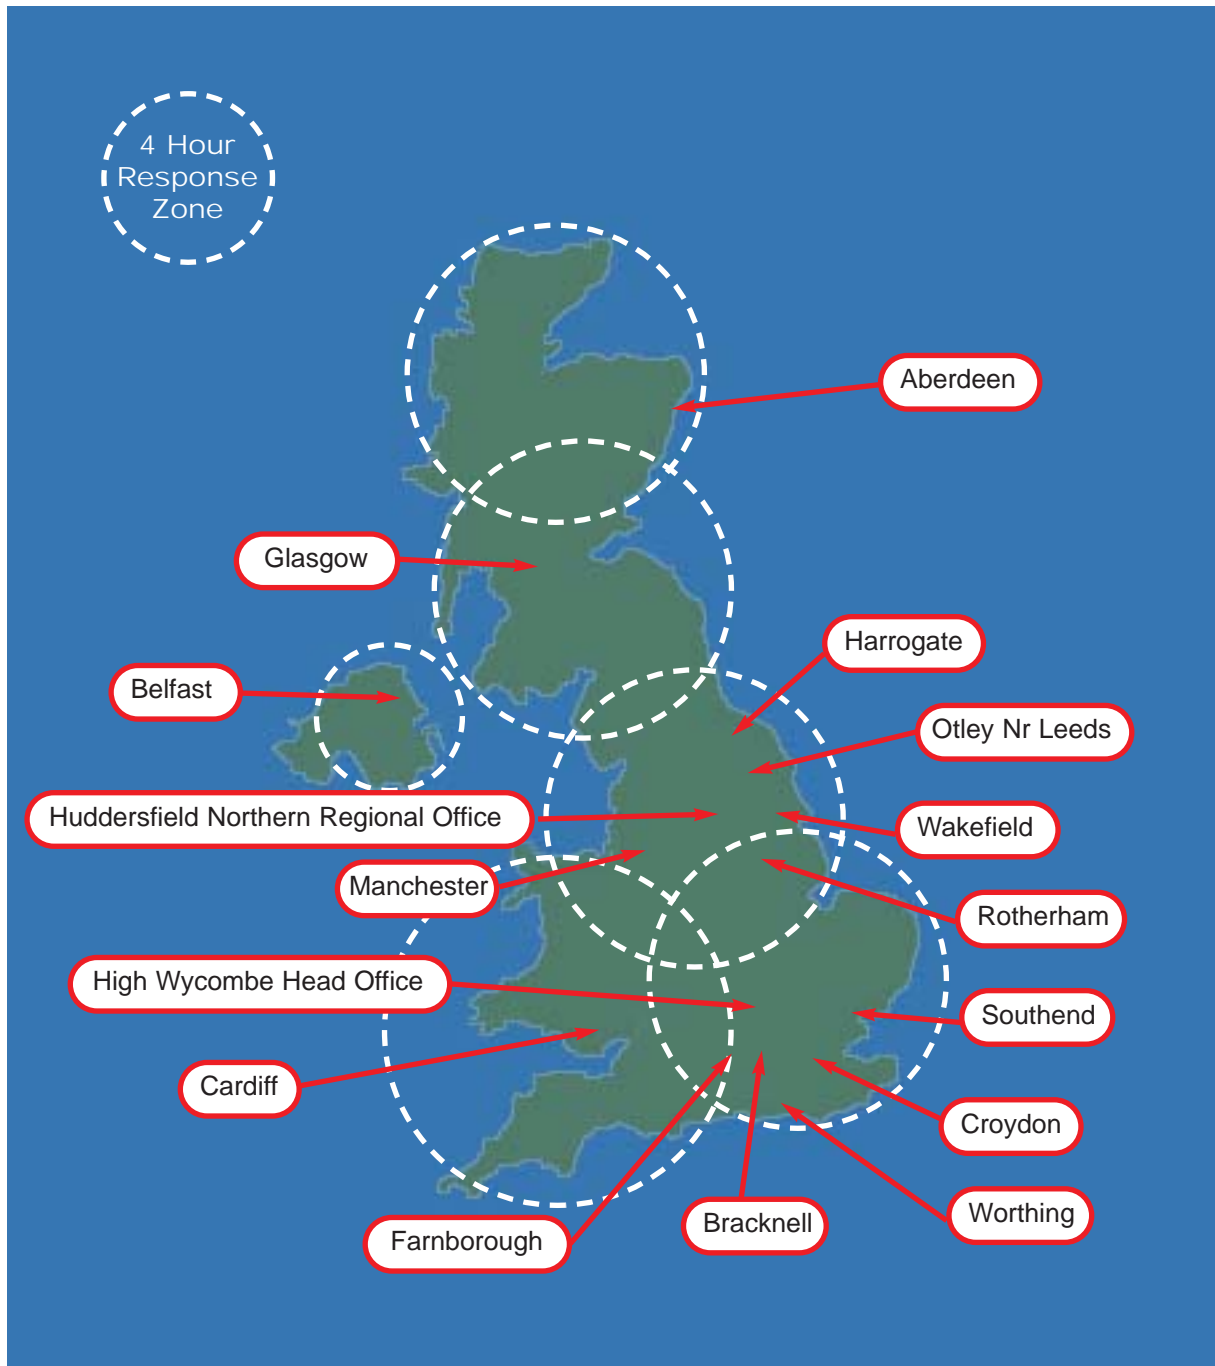 4 Hour
Response
Zone
Aberdeen
Glasgow
Harrogate
Belfast
Otley Nr Leeds
Huddersfield Northern Regional Office
Wakefield
Manchester
Rotherham
High Wycombe Head Office
Southend
Cardiff
Croydon
Worthing
Bracknell
Farnborough